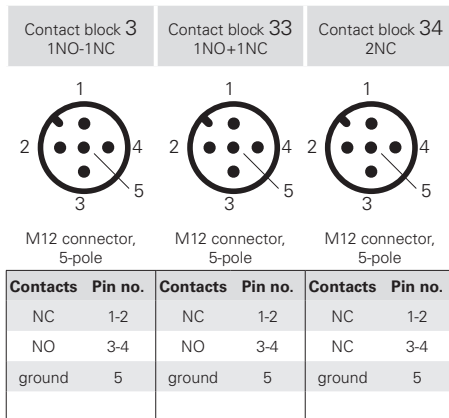 Contact block 3
1NO-1NC
Contact block 33
1NO+1NC
Contact block 34
2NC
1
2
4
5
3
1
2
4
5
3
1
2
4
5
3
M12 connector,
5-pole
M12 connector,
5-pole
M12 connector,
5-pole
Contacts Pin no. Contacts Pin no. Contacts Pin no.
NC 1-2 NC 1-2 NC 1-2
NO 3-4 NO 3-4 NC 3-4
ground 5 ground 5 ground 5